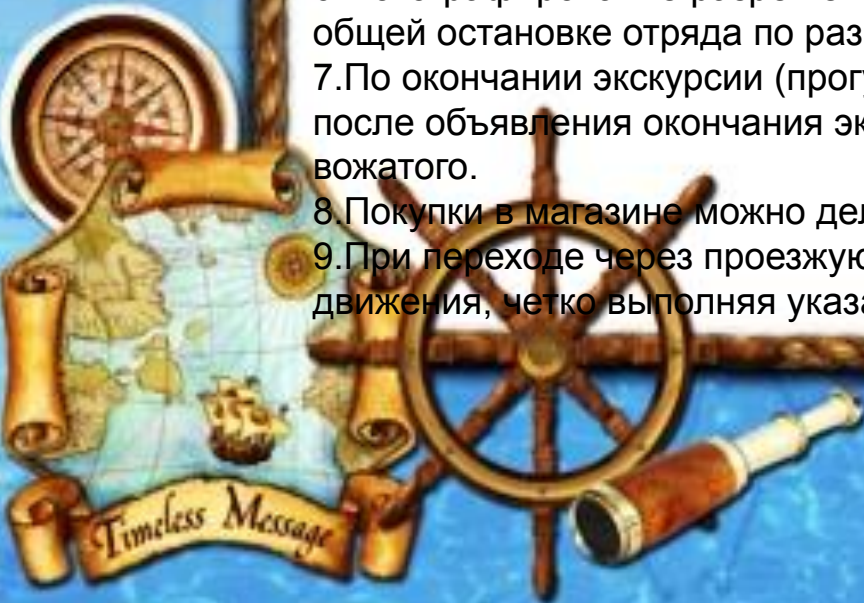 общей остановке отряда по раз
7.По окончании экскурсии (прогу
после объявления окончания эк
вожатого.
8.Покупки в магазине можно дел
9.При переходе через проезжую
движения, четко выполняя указа
Timeless Message